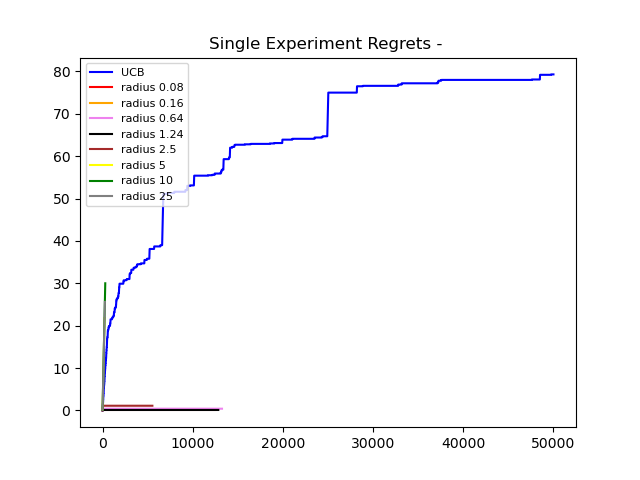 Single Experiment Regrets -
80
70
60
50
40
30
20
10
0
UCB
radius 0.08
radius 0.16
radius 0.64
radius 1.24
radius 2.5
radius 5
radius 10
radius 25
0 10000 20000 30000 40000 50000